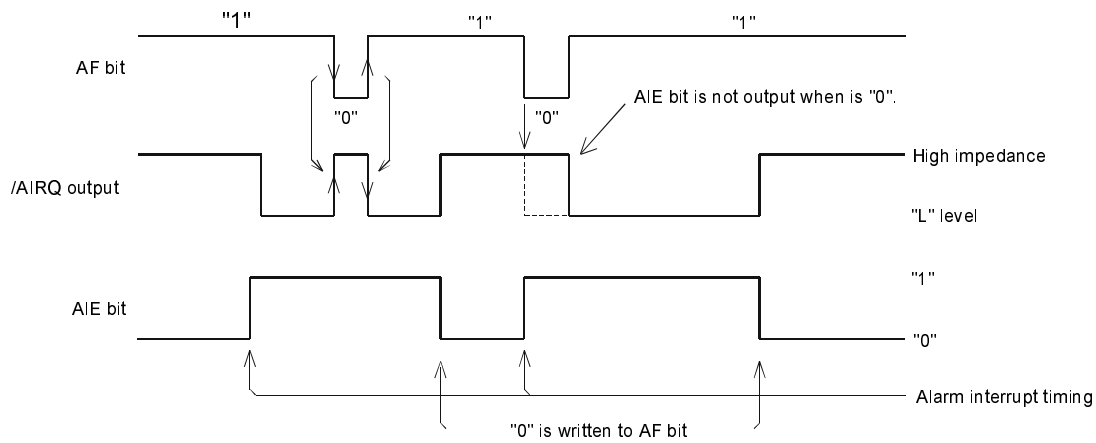 "1" "1" "1"
AF bit
"0" "0"
AIE bit is not output when is "0".
High impedance
/AIRQ output
"L" level
"1"
AIE bit
"0"
Alarm interrupt timing
"0" is written to AF bit